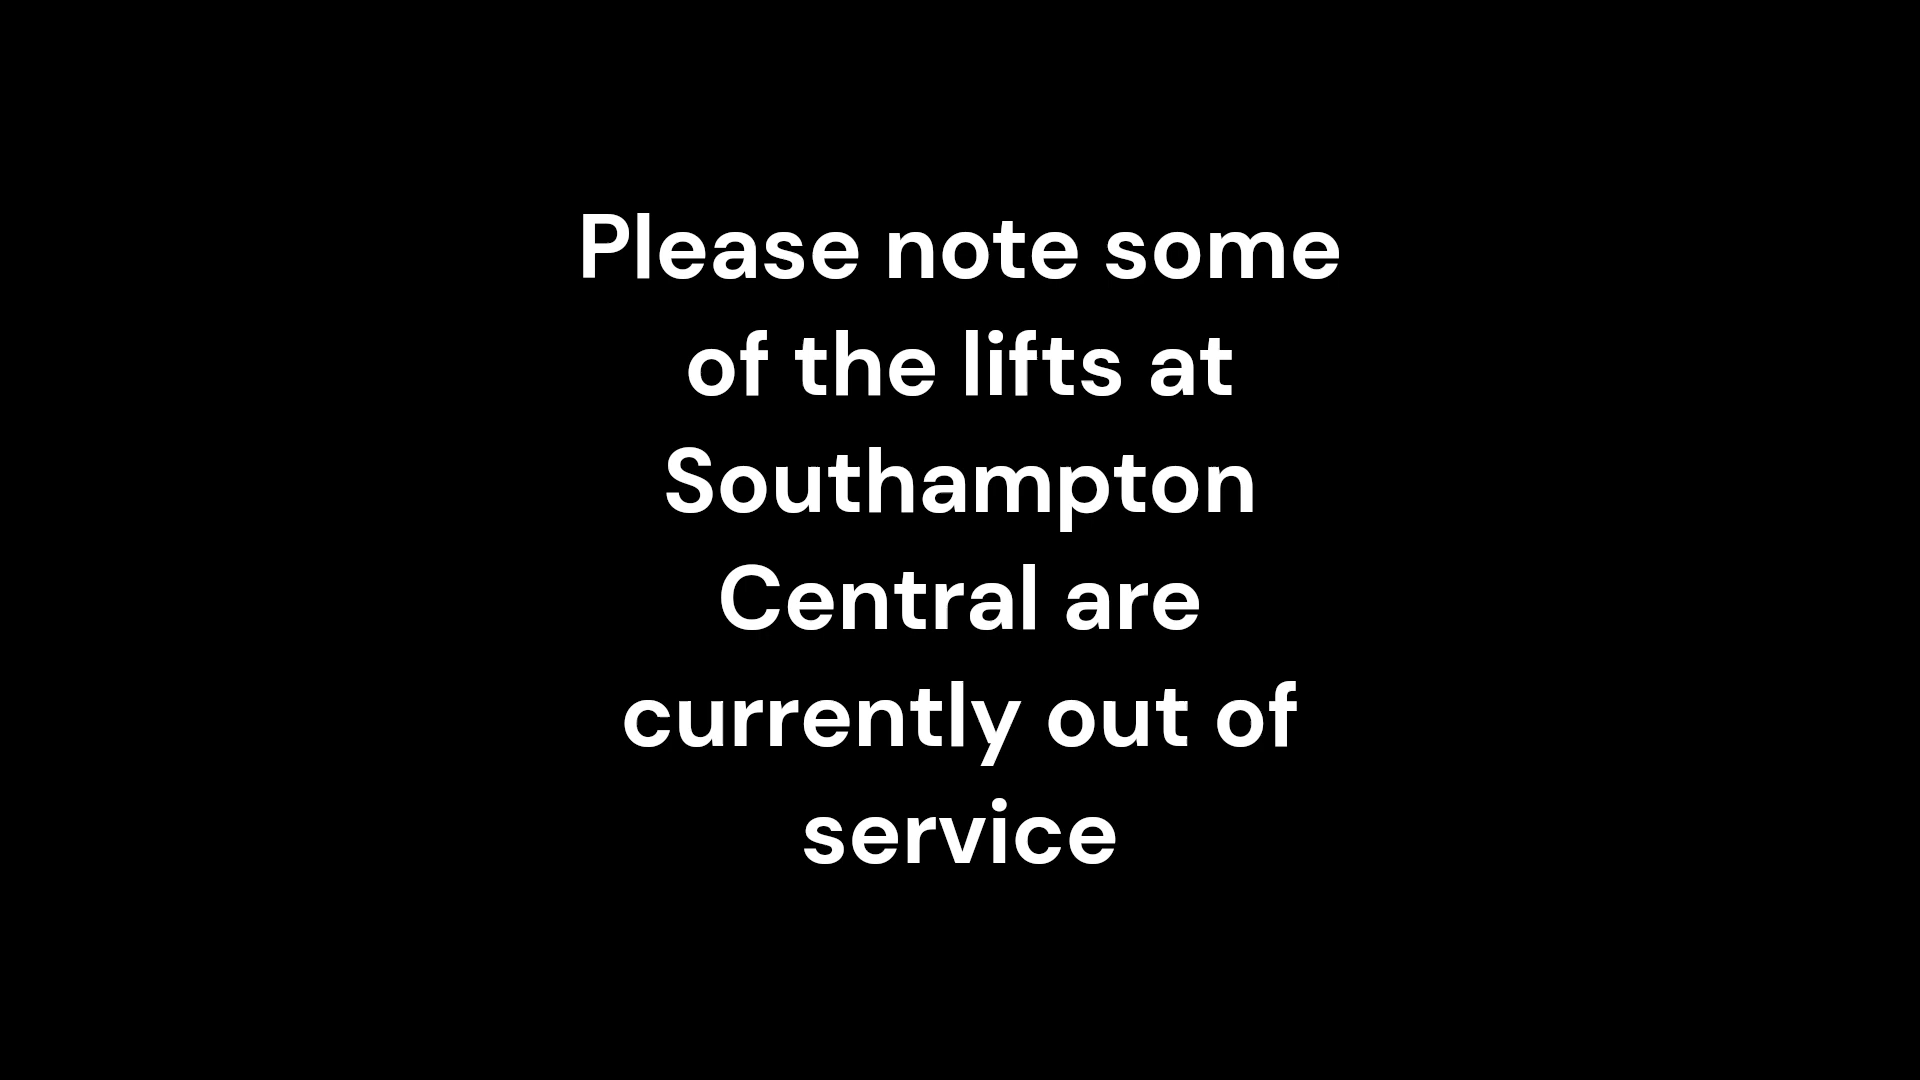 Please note some
of the lifts at
Southampton
Central are
currently out of
service